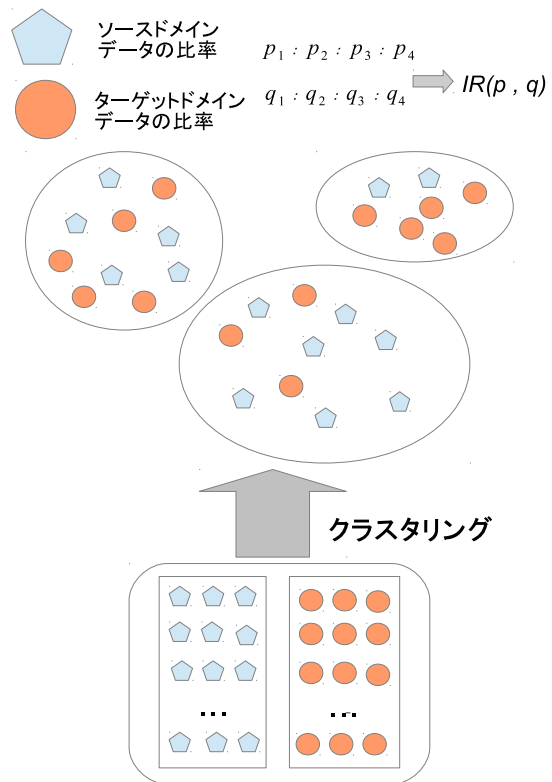 ソースドメイン
データの比率
p1 : p2 : p3 : p4
ターゲットドメイン
データの比率
q1 : q2 : q3 : q4
IR(p , q)
クラスタリング
...
...